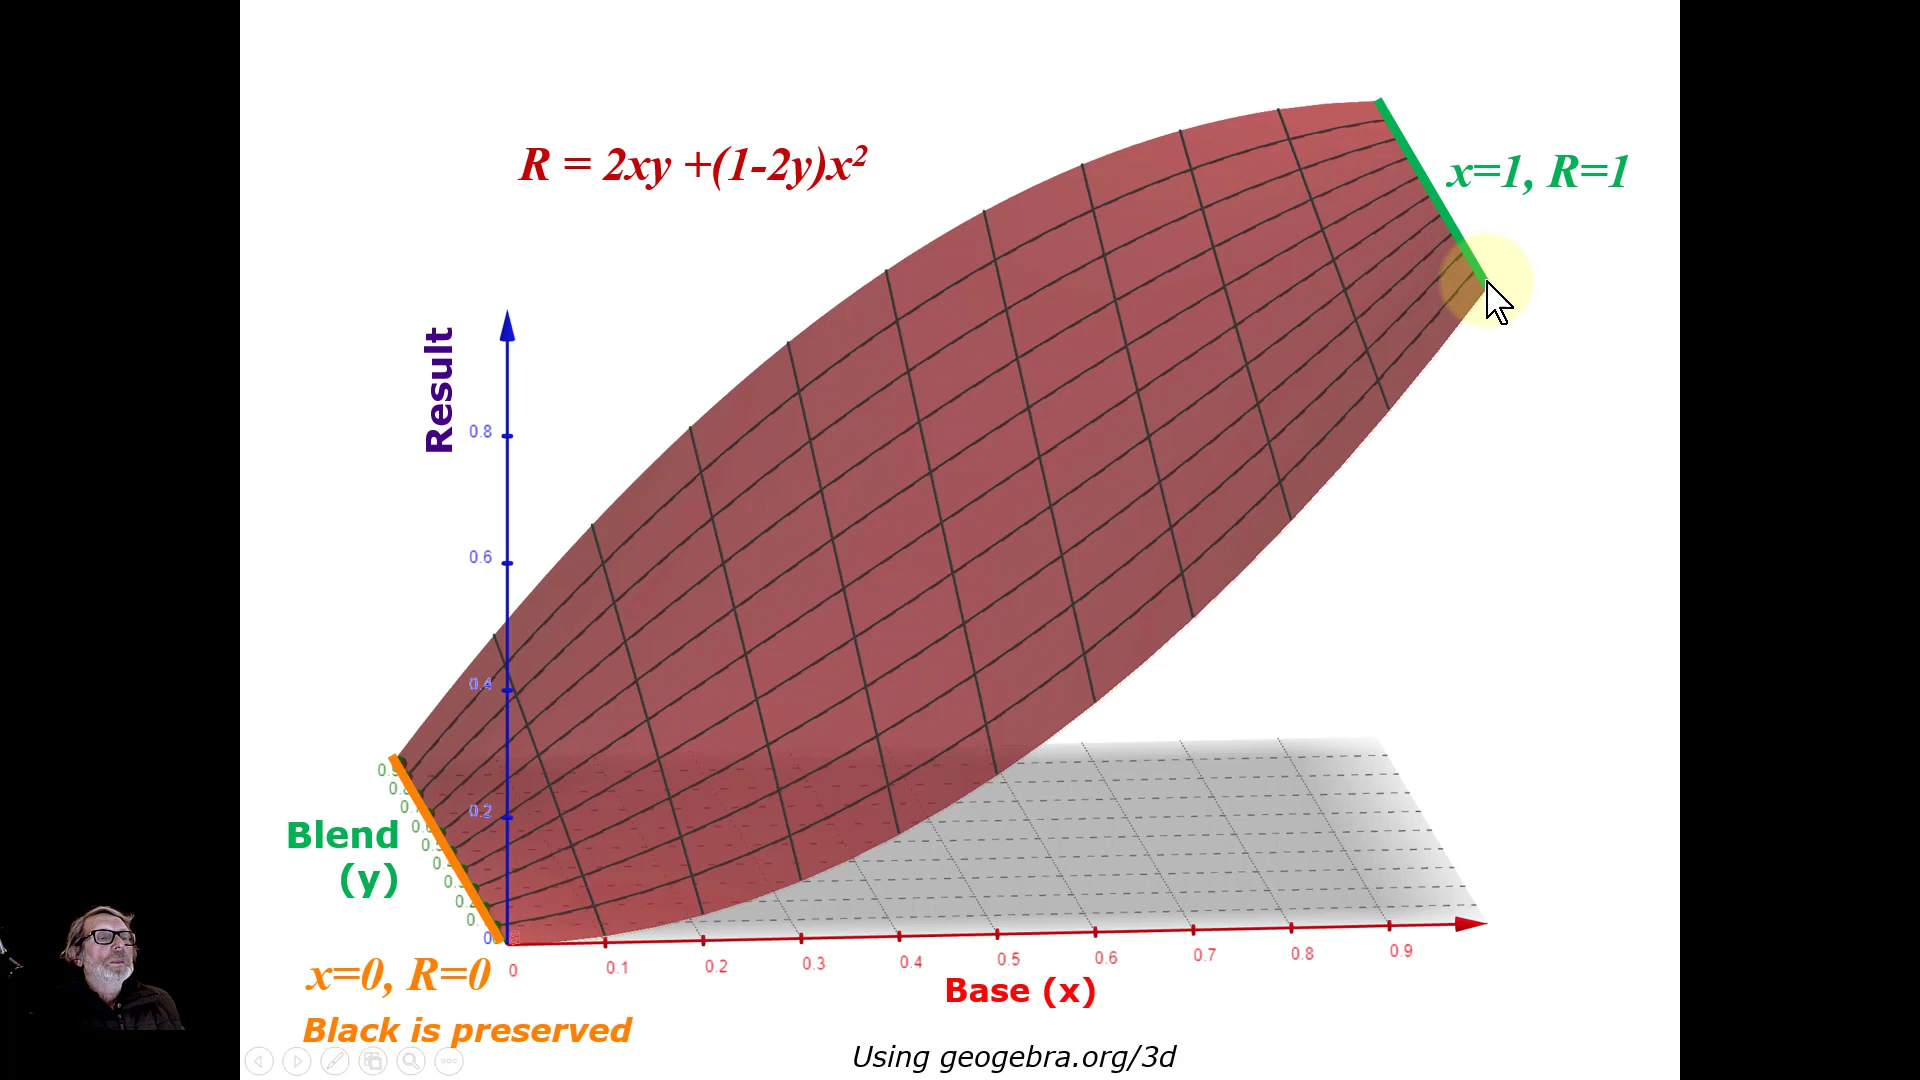 R = 2xy +(1-2y)x²
x=1, R=1
Result
0.8
0.6
0.4
0.2
0
Blend
(y)
x=0, R=0
Black is preserved
0
0.1
0.2
0.3
0.4
0.5
0.6
0.7
0.8
0.9
Base (x)
Using geogebra.org/3d